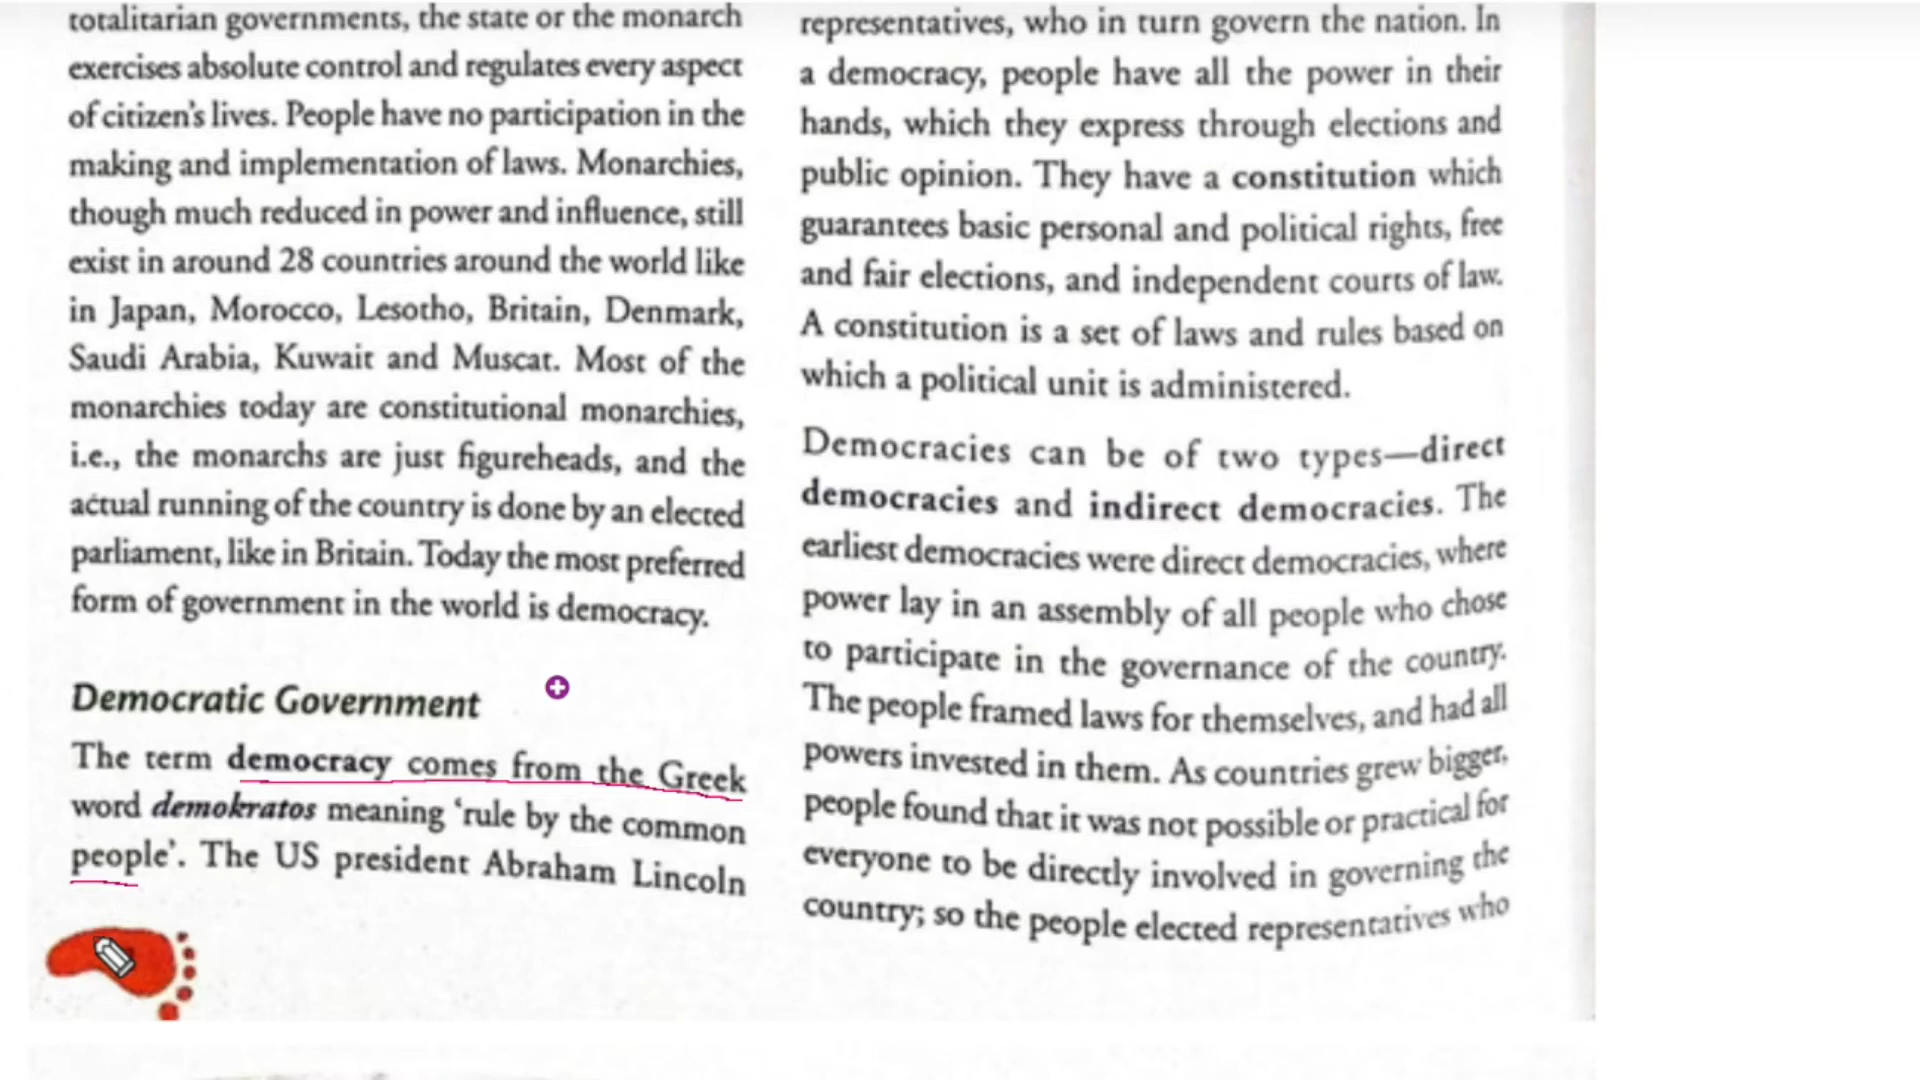 totalitarian governments, the state or the monarch
exercises absolute control and regulates every aspect
of citizen's lives. People have no participation in the
making and implementation of laws. Monarchies,
though much reduced in power and influence, still
exist in around 28 countries around the world like
in Japan, Morocco, Lesotho, Britain, Denmark,
Saudi Arabia, Kuwait and Muscat. Most of the
monarchies today are constitutional monarchies,
i.e., the monarchs are just figureheads, and the
actual running of the country is done by an elected
parliament, like in Britain. Today the most preferred
form of government in the world is democracy.
Democratic Government
The term democracy comes from the Greek
word demokratos meaning 'rule by the common
people'. The US president Abraham Lincoln
representatives, who in turn govern the nation. In
a democracy, people have all the power in their
hands, which they express through elections and
public opinion. They have a constitution which
guarantees basic personal and political rights, free
and fair elections, and independent courts of law.
A constitution is a set of laws and rules based on
which a political unit is administered.
Democracies can be of two types—direct
democracies and indirect democracies. The
earliest democracies were direct democracies, where
power lay in an assembly of all people who chose
to participate in the governance of the country.
The people framed laws for themselves, and had all
powers invested in them. As countries grew bigger,
people found that it was not possible or practical for
everyone to be directly involved in governing the
country; so the people elected representatives who